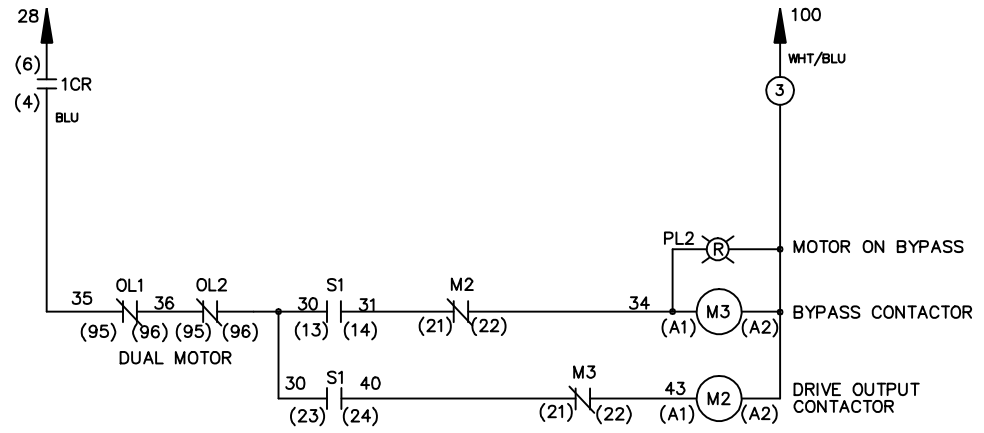 28
100
(6)
WHT/BLU
1CR
3
(4)
BLU
PL2
R
MOTOR ON BYPASS
35
OL1
36
OL2
S1
30
31
M2
34
M3
BYPASS CONTACTOR
(95)
(96)
(95)
(96)
(13)
(14)
(21)
(22)
(A1)
(A2)
DUAL MOTOR
30
S1
40
M3
43
M2
DRIVE OUTPUT
CONTACTOR
(23)
(24)
(21)
(22)
(A1)
(A2)